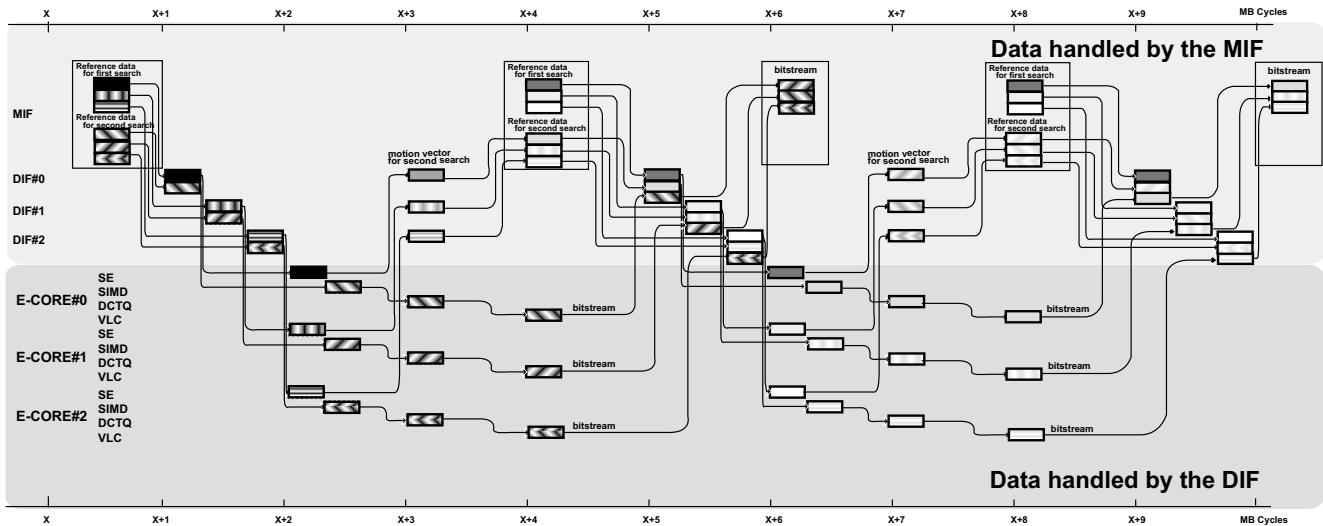 X X+1 X+2 X+3 X+4 X+5 X+6 X+7 X+8 X+9 MB Cycles
Data handled by the MIF
Reference data
for first search
Reference data
for first search
bitstream
Reference data
for first search
bitstream
MIF
Reference data
for second search
Reference data
for second search
Reference data
for second search
motion vector
for second search
motion vector
for second search
DIF#0
DIF#1
DIF#2
E-CORE#0
SE
SIMD
DCTQ
VLC
bitstream
bitstream
E-CORE#1
SE
SIMD
DCTQ
VLC
bitstream
bitstream
E-CORE#2
SE
SIMD
DCTQ
VLC
bitstream
bitstream
Data handled by the DIF
X X+1 X+2 X+3 X+4 X+5 X+6 X+7 X+8 X+9 MB Cycles